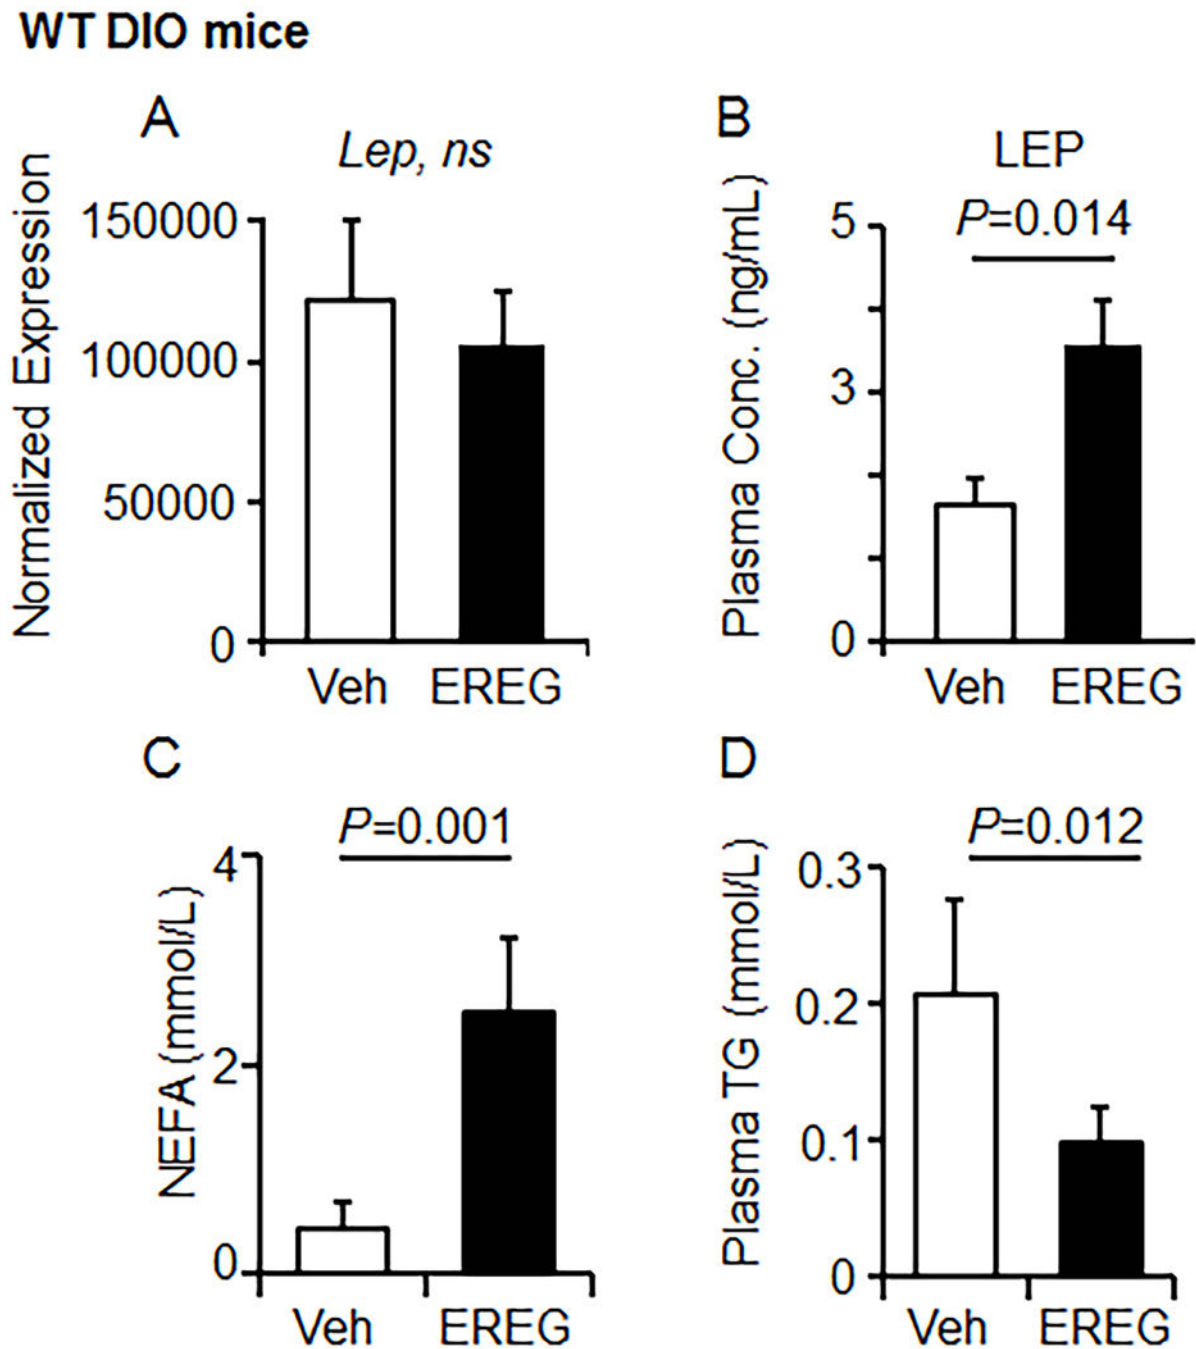 WT DIO mice
A
Lep, ns
Normalized Expression
150000
100000
50000
0
Veh EREG
B
LEP
P=0.014
Plasma Conc. (ng/mL)
5
3
0
Veh EREG
C
P=0.001
NEFA (mmol/L)
4
2
0
Veh EREG
D
P=0.012
Plasma TG (mmol/L)
0.3
0.2
0.1
0
Veh EREG